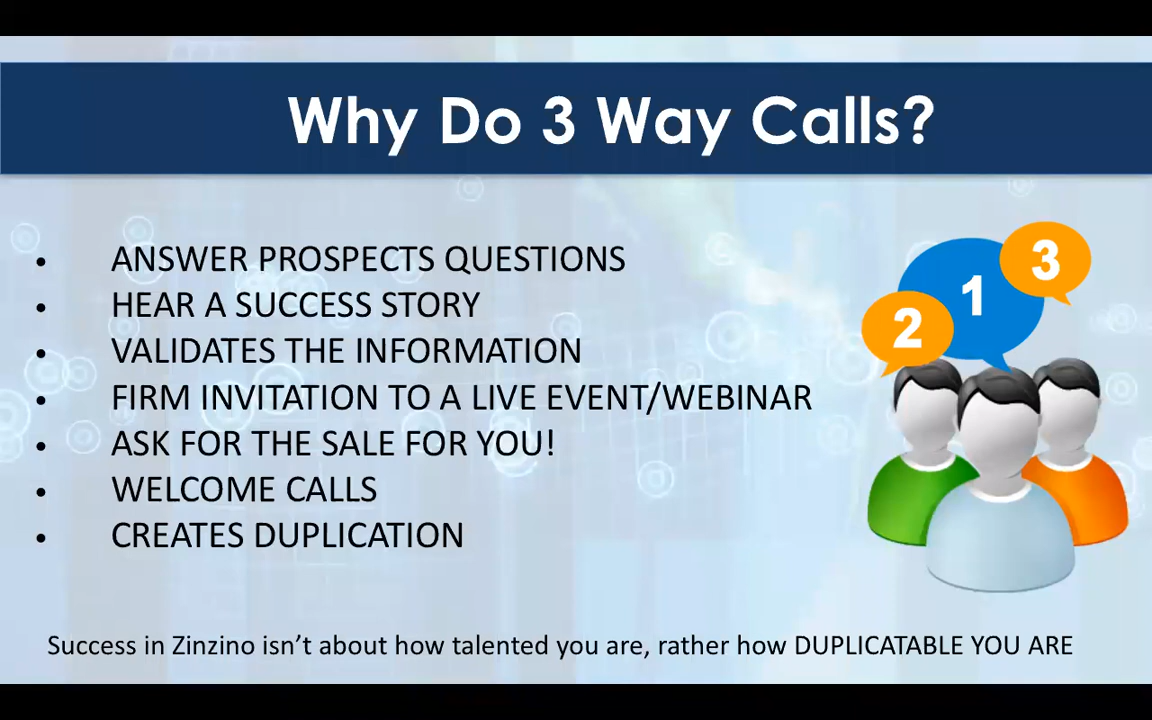 Why Do 3 Way Calls?
3
1
2
• ANSWER PROSPECTS QUESTIONS
• HEAR A SUCCESS STORY
• VALIDATES THE INFORMATION
• FIRM INVITATION TO A LIVE EVENT/WEBINAR
• ASK FOR THE SALE FOR YOU!
• WELCOME CALLS
• CREATES DUPLICATION
Success in Zinzino isn’t about how talented you are, rather how DUPLICATABLE YOU ARE